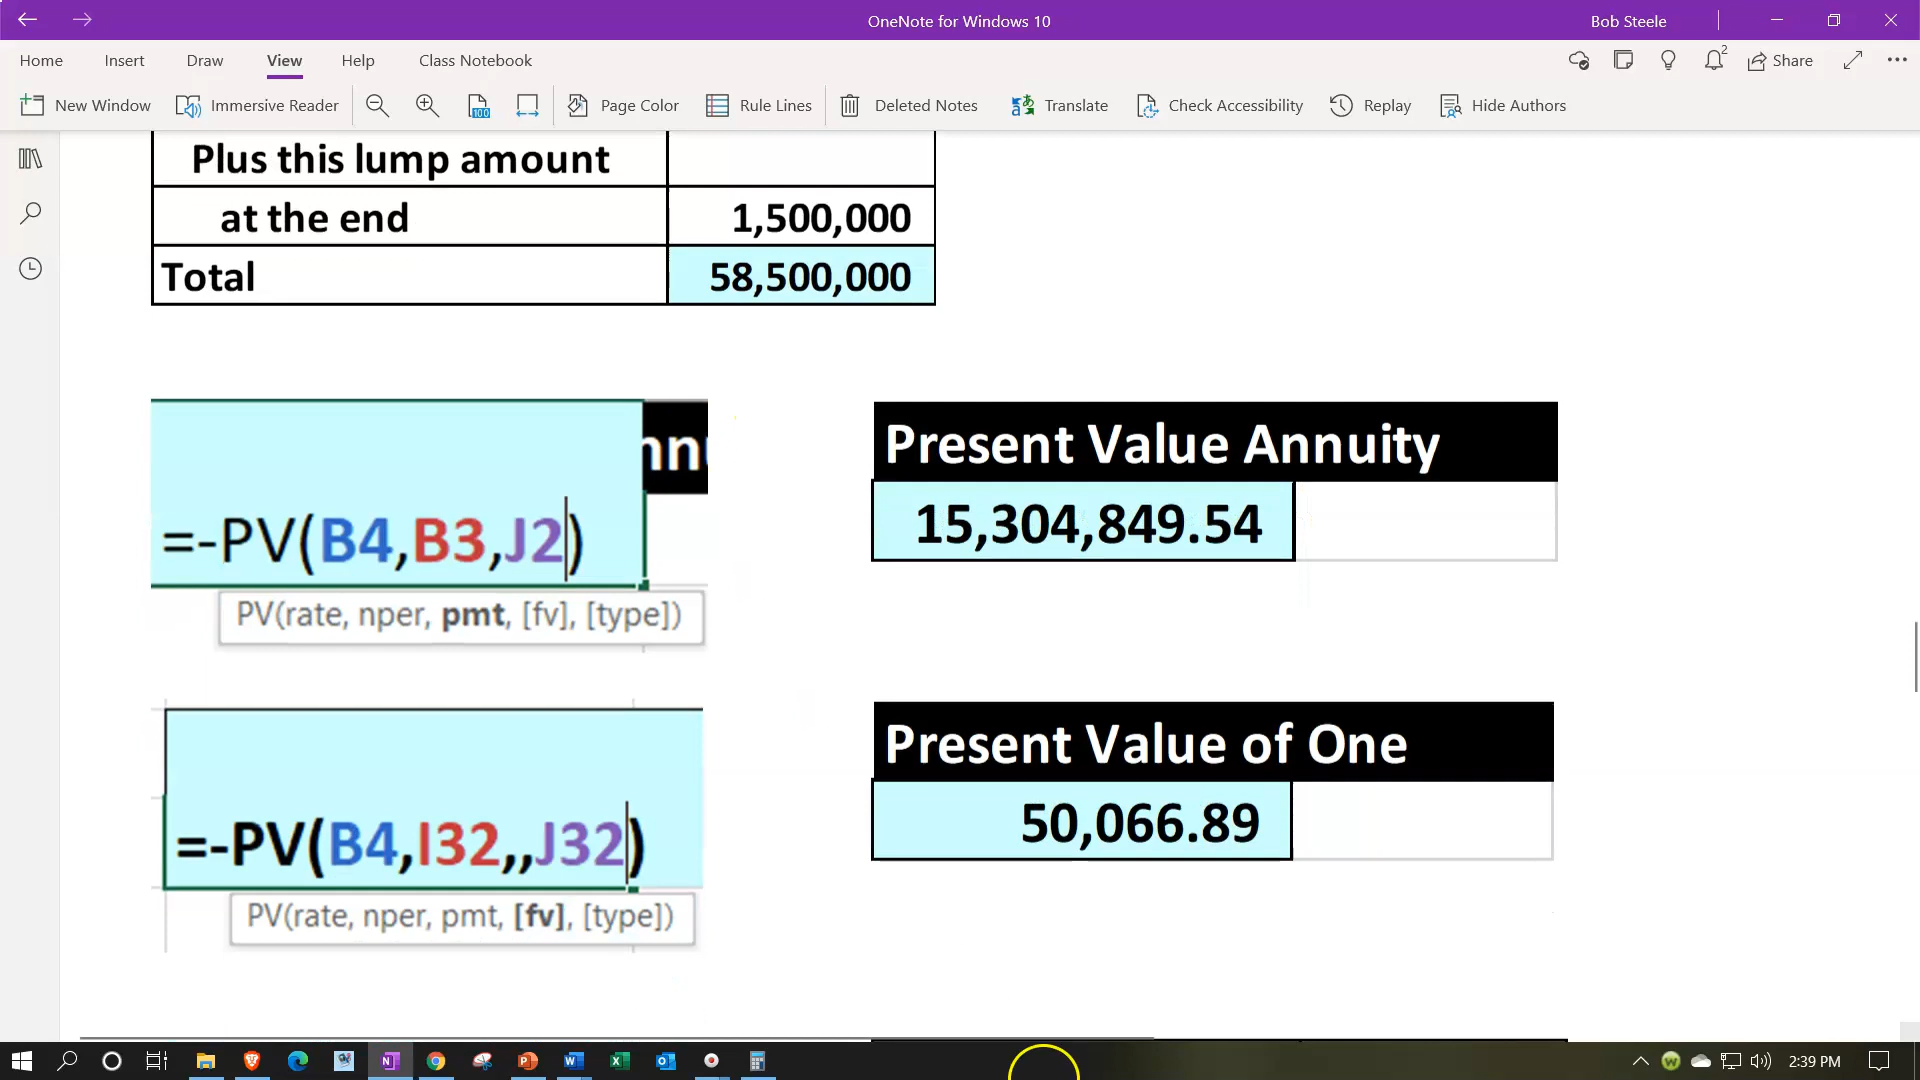 OneNote for Windows 10
Bob Steele
Home Insert Draw View Help Class Notebook
2
Share
New Window Immersive Reader 100 Page Color Rule Lines Deleted Notes Translate Check Accessibility Replay Hide Authors
Plus this lump amount
at the end 1,500,000
Total 58,500,000
=-PV(B4,B3,J2)
PV(rate, nper, pmt, [fv], [type])
Present Value Annuity
15,304,849.54
=-PV(B4,I32,,J32)
PV(rate, nper, pmt, [fv], [type])
Present Value of One
50,066.89
2:39 PM